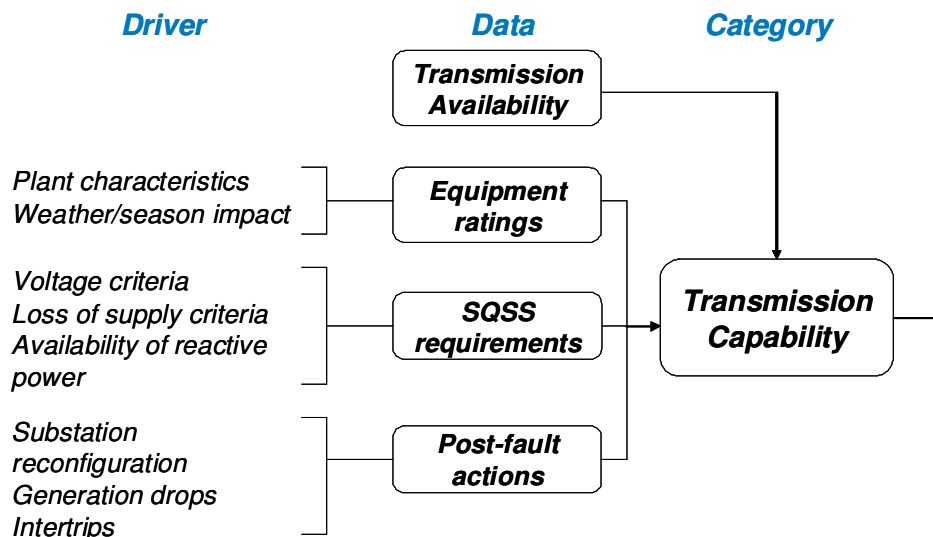 Driver
Data
Category
Transmission
Availability
Plant characteristics
Weather/season impact
Equipment
ratings
Voltage criteria
Loss of supply criteria
Availability of reactive
power
SQSS
requirements
Transmission
Capability
Substation
reconfiguration
Generation drops
Intertrips
Post-fault
actions